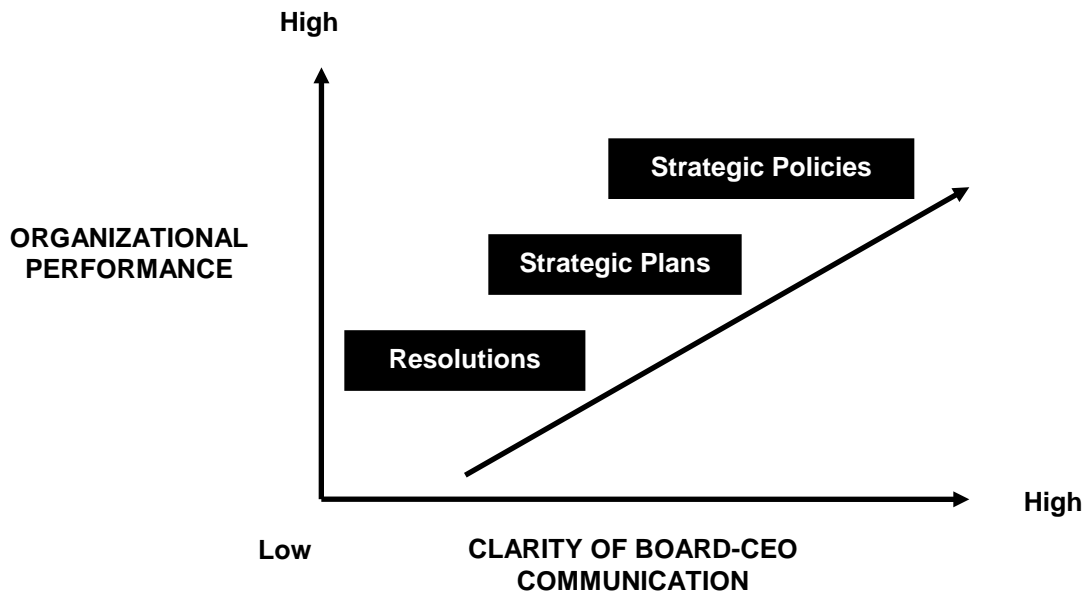 High
Strategic Policies
ORGANIZATIONAL
PERFORMANCE
Strategic Plans
Resolutions
High
Low
CLARITY OF BOARD-CEO
COMMUNICATION